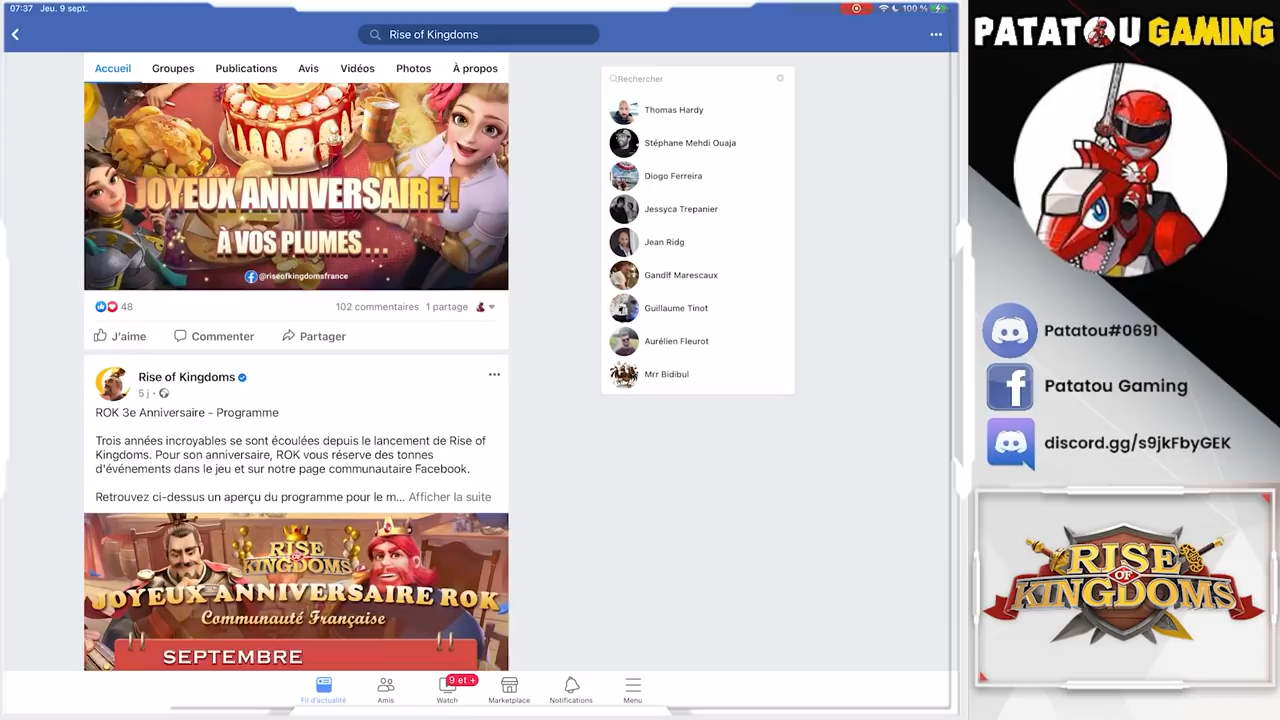 07:37 Jeu. 9 sept.
100 %
Rise of Kingdoms
Accueil Groupes Publications Avis Vidéos Photos À propos
JOYEUX ANNIVERSAIRE !
À VOS PLUMES...
@riseofkingdomsfrance
48
102 commentaires 1 partage
J'aime Commenter Partager
Rise of Kingdoms
5 j ·
ROK 3e Anniversaire - Programme
Trois années incroyables se sont écoulées depuis le lancement de Rise of
Kingdoms. Pour son anniversaire, ROK vous réserve des tonnes
d'événements dans le jeu et sur notre page communautaire Facebook.
Retrouvez ci-dessus un aperçu du programme pour le m... Afficher la suite
RISE
OF
KINGDOMS
JOYEUX ANNIVERSAIRE ROK
Communauté Française
SEPTEMBRE
Rechercher
Thomas Hardy
Stéphane Mehdi Ouaja
Diogo Ferreira
Jessyca Trepanier
Jean Ridg
Gandlf Marescaux
Guillaume Tinot
Aurélien Fleurot
Mrr Bidibul
9 et +
Fil d'actualité Amis Watch Marketplace Notifications Menu
PATATOU GAMING
Patatou#0691
Patatou Gaming
discord.gg/s9jkFbyGEK
RISE
OF
KINGDOMS